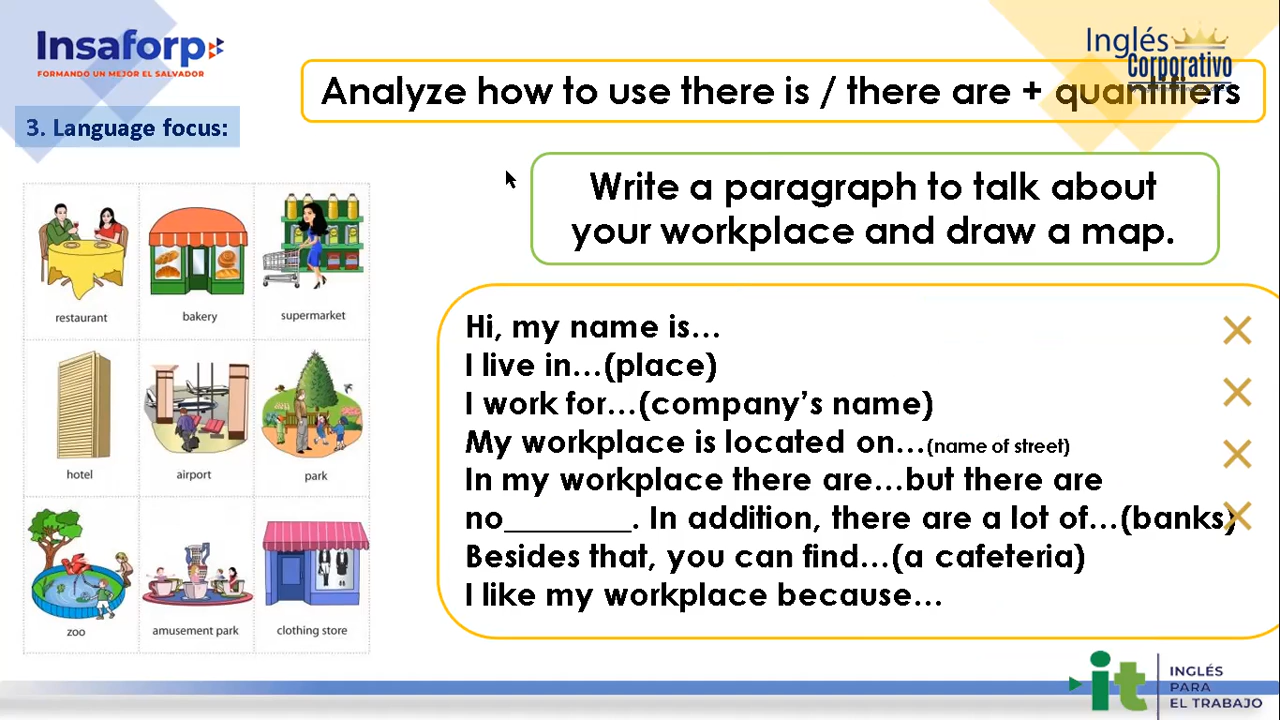 Insaforp
FORMANDO UN MEJOR EL SALVADOR
Inglés
Corporativo
Analyze how to use there is / there are + quantifiers
3. Language focus:
Write a paragraph to talk about
your workplace and draw a map.
restaurant
bakery
supermarket
hotel
airport
park
zoo
amusement park
clothing store
Hi, my name is…
I live in…(place)
I work for…(company’s name)
My workplace is located on…(name of street)
In my workplace there are…but there are
no________. In addition, there are a lot of…(banks)
Besides that, you can find…(a cafeteria)
I like my workplace because…
it
INGLÉS
PARA
EL TRABAJO